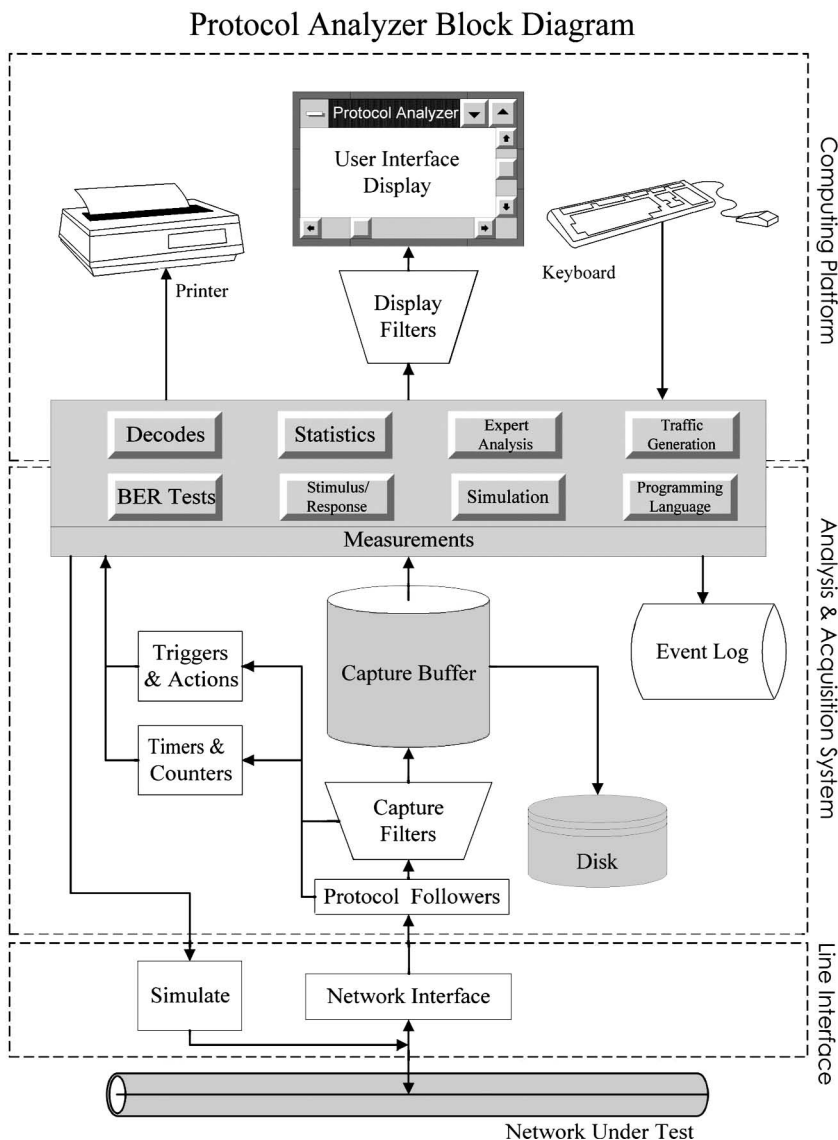 Protocol Analyzer Block Diagram
Protocol Analyzer
User Interface
Display
Printer
Keyboard
Display
Filters
Computing Platform
Decodes
Statistics
Expert
Analysis
Traffic
Generation
BER Tests
Stimulus/
Response
Simulation
Programming
Language
Measurements
Triggers
& Actions
Capture Buffer
Event Log
Timers &
Counters
Capture
Filters
Disk
Protocol Followers
Analysis & Acquisition System
Simulate
Network Interface
Line Interface
Network Under Test